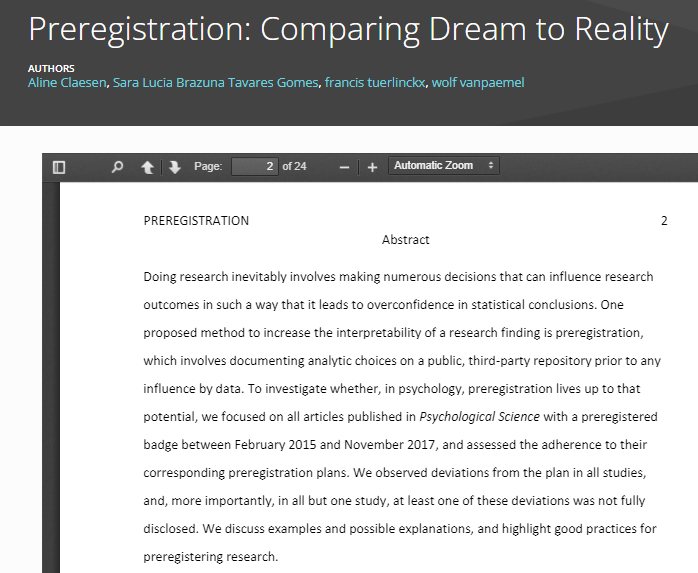 Preregistration: Comparing Dream to Reality
AUTHORS
Aline Claesen, Sara Lucia Brazuna Tavares Gomes, francis tuerlinckx, wolf vanpaemel
Page: 2 of 24 Automatic Zoom
PREREGISTRATION 2
Abstract
Doing research inevitably involves making numerous decisions that can influence research
outcomes in such a way that it leads to overconfidence in statistical conclusions. One
proposed method to increase the interpretability of a research finding is preregistration,
which involves documenting analytic choices on a public, third-party repository prior to any
influence by data. To investigate whether, in psychology, preregistration lives up to that
potential, we focused on all articles published in Psychological Science with a preregistered
badge between February 2015 and November 2017, and assessed the adherence to their
corresponding preregistration plans. We observed deviations from the plan in all studies,
and, more importantly, in all but one study, at least one of these deviations was not fully
disclosed. We discuss examples and possible explanations, and highlight good practices for
preregistering research.